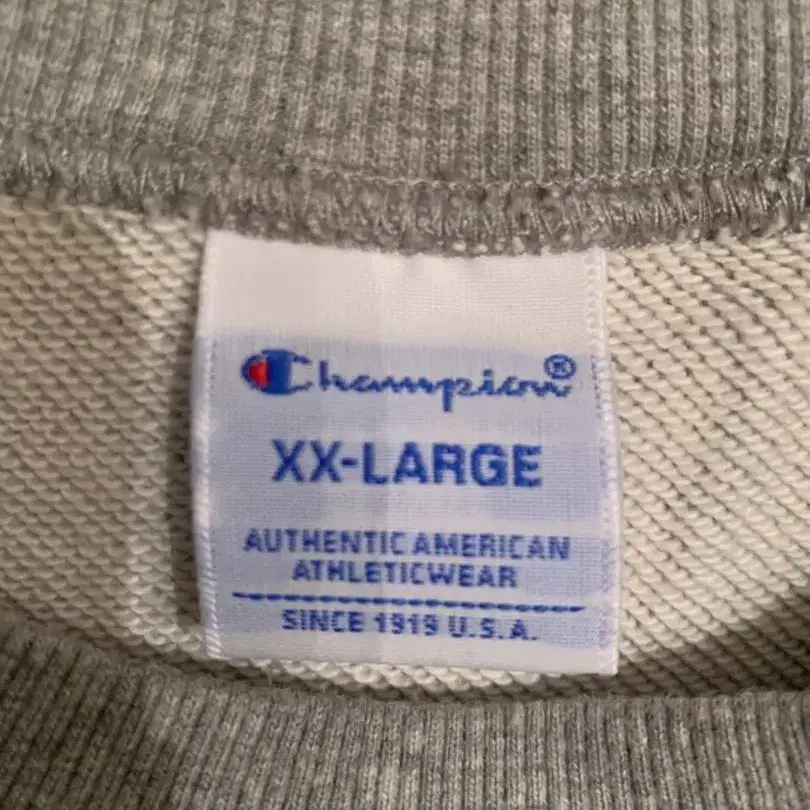 Champion®
XX-LARGE
AUTHENTIC AMERICAN
ATHLETICWEAR
SINCE 1919 U.S.A.